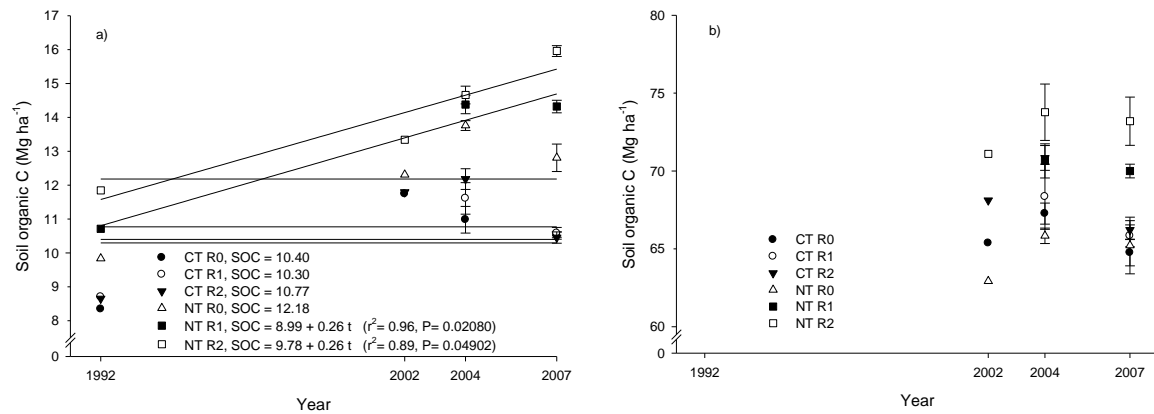 a)
Soil organic C (Mg ha⁻¹)
17
16
15
14
13
12
11
10
9
8
0
CT R0, SOC = 10.40
CT R1, SOC = 10.30
CT R2, SOC = 10.77
NT R0, SOC = 12.18
NT R1, SOC = 8.99 + 0.26 t (r²= 0.96, P= 0.02080)
NT R2, SOC = 9.78 + 0.26 t (r²= 0.89, P= 0.04902)
1992 2002 2004 2007
Year
b)
Soil organic C (Mg ha⁻¹)
80
75
70
65
60
0
CT R0
CT R1
CT R2
NT R0
NT R1
NT R2
1992 2002 2004 2007
Year